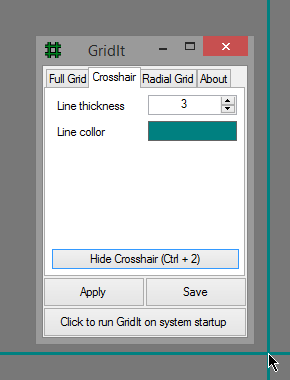 GridIt
Full Grid Crosshair Radial Grid About
Line thickness 3
Line collor
Hide Crosshair (Ctrl + 2)
Apply Save
Click to run GridIt on system startup